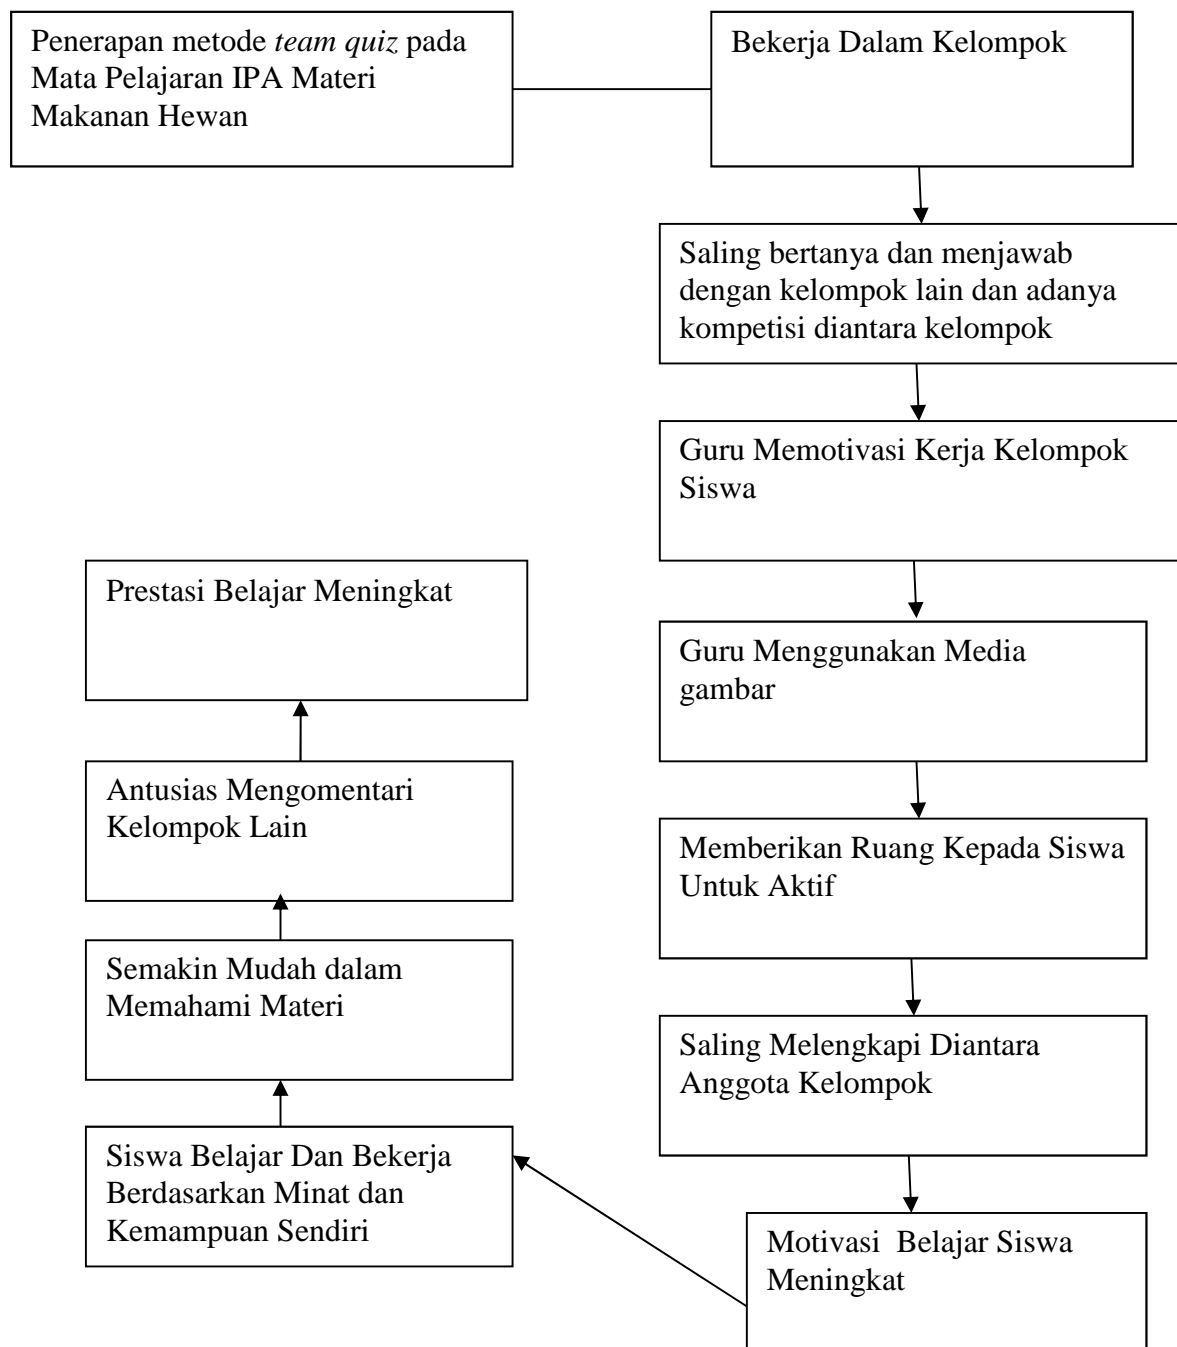 Penerapan metode team quiz pada
Mata Pelajaran IPA Materi
Makanan Hewan
Bekerja Dalam Kelompok
Saling bertanya dan menjawab
dengan kelompok lain dan adanya
kompetisi diantara kelompok
Guru Memotivasi Kerja Kelompok
Siswa
Guru Menggunakan Media
gambar
Memberikan Ruang Kepada Siswa
Untuk Aktif
Saling Melengkapi Diantara
Anggota Kelompok
Motivasi  Belajar Siswa
Meningkat
Siswa Belajar Dan Bekerja
Berdasarkan Minat dan
Kemampuan Sendiri
Semakin Mudah dalam
Memahami Materi
Antusias Mengomentari
Kelompok Lain
Prestasi Belajar Meningkat